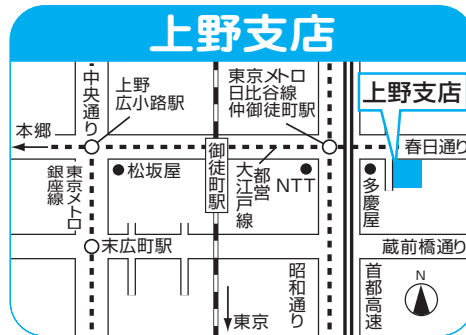 上野支店
中央通り
上野
広小路駅
東京メトロ
日比谷線
仲御徒町駅
上野支店
本郷
春日通り
御徒町駅
松坂屋
都営
大江戸線
NTT
多慶屋
東京メトロ
銀座線
末広町駅
蔵前橋通り
昭和通り
首都高速
N
東京